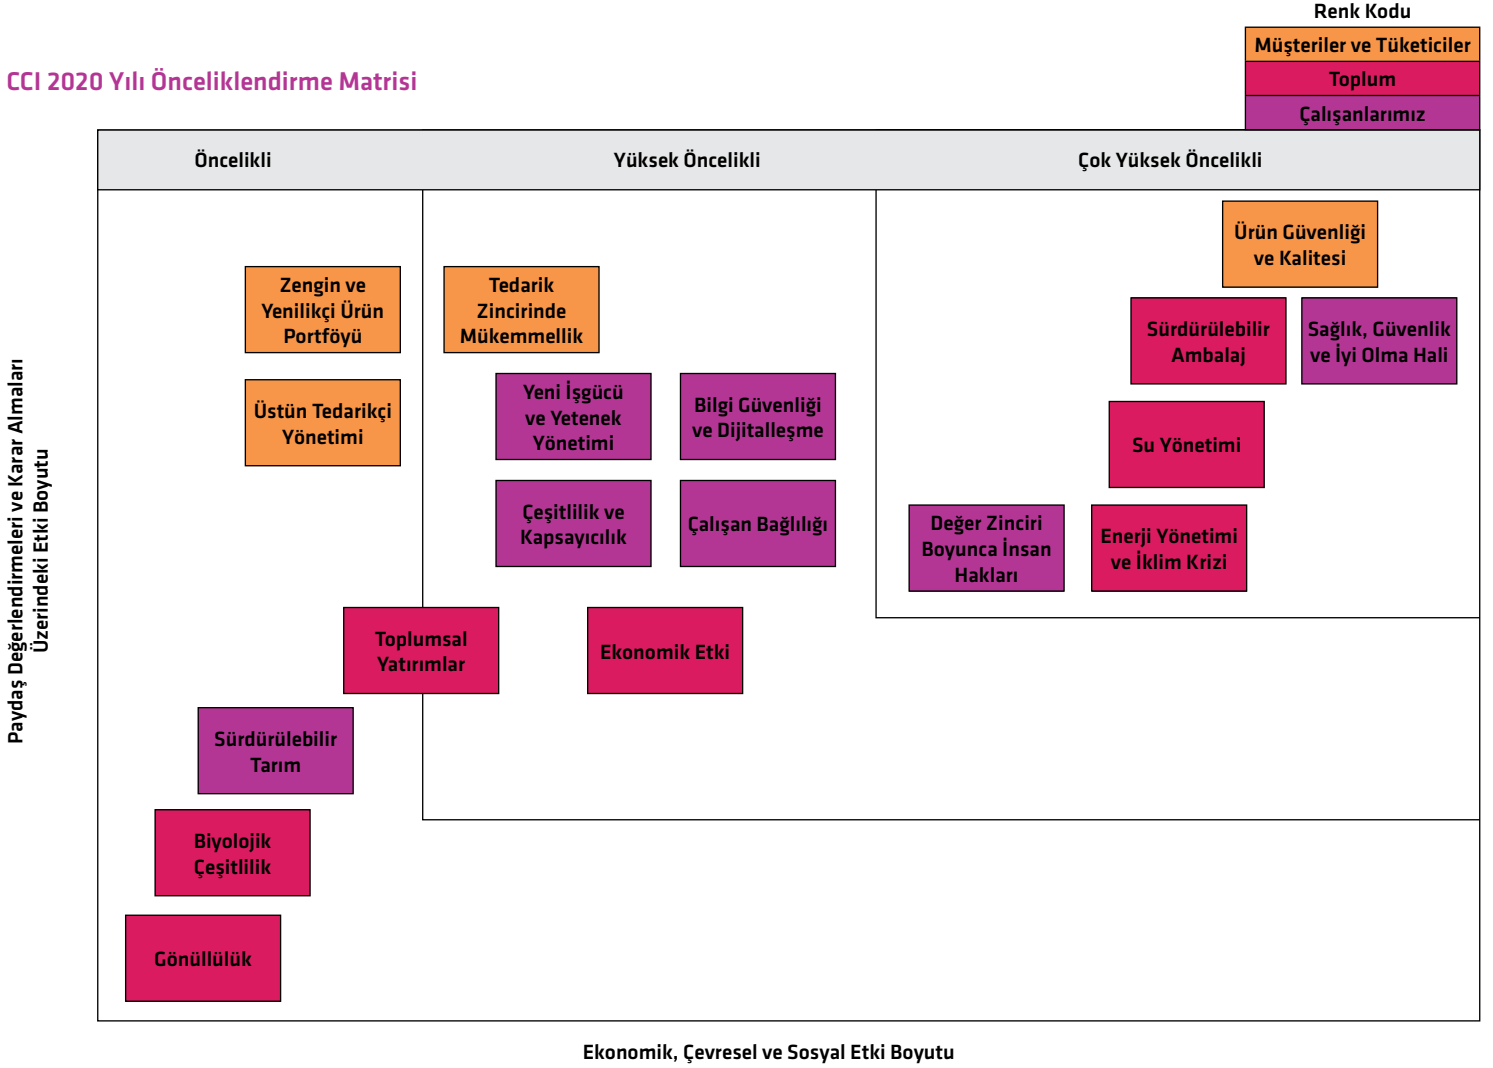 Renk Kodu
Müşteriler ve Tüketiciler
Toplum
Çalışanlarımız
CCI 2020 Yılı Önceliklendirme Matrisi
Öncelikli
Yüksek Öncelikli
Çok Yüksek Öncelikli
Ürün Güvenliği
ve Kalitesi
Zengin ve
Yenilikçi Ürün
Portföyü
Tedarik
Zincirinde
Mükemmellik
Sürdürülebilir
Ambalaj
Sağlık, Güvenlik
ve İyi Olma Hali
Üstün Tedarikçi
Yönetimi
Yeni İşgücü
ve Yetenek
Yönetimi
Bilgi Güvenliği
ve Dijitalleşme
Su Yönetimi
Çeşitlilik ve
Kapsayıcılık
Çalışan Bağlılığı
Değer Zinciri
Boyunca İnsan
Hakları
Enerji Yönetimi
ve İklim Krizi
Toplumsal
Yatırımlar
Ekonomik Etki
Sürdürülebilir
Tarım
Biyolojik
Çeşitlilik
Gönüllülük
Paydaş Değerlendirmeleri ve Karar Almaları
Üzerindeki Etki Boyutu
Ekonomik, Çevresel ve Sosyal Etki Boyutu